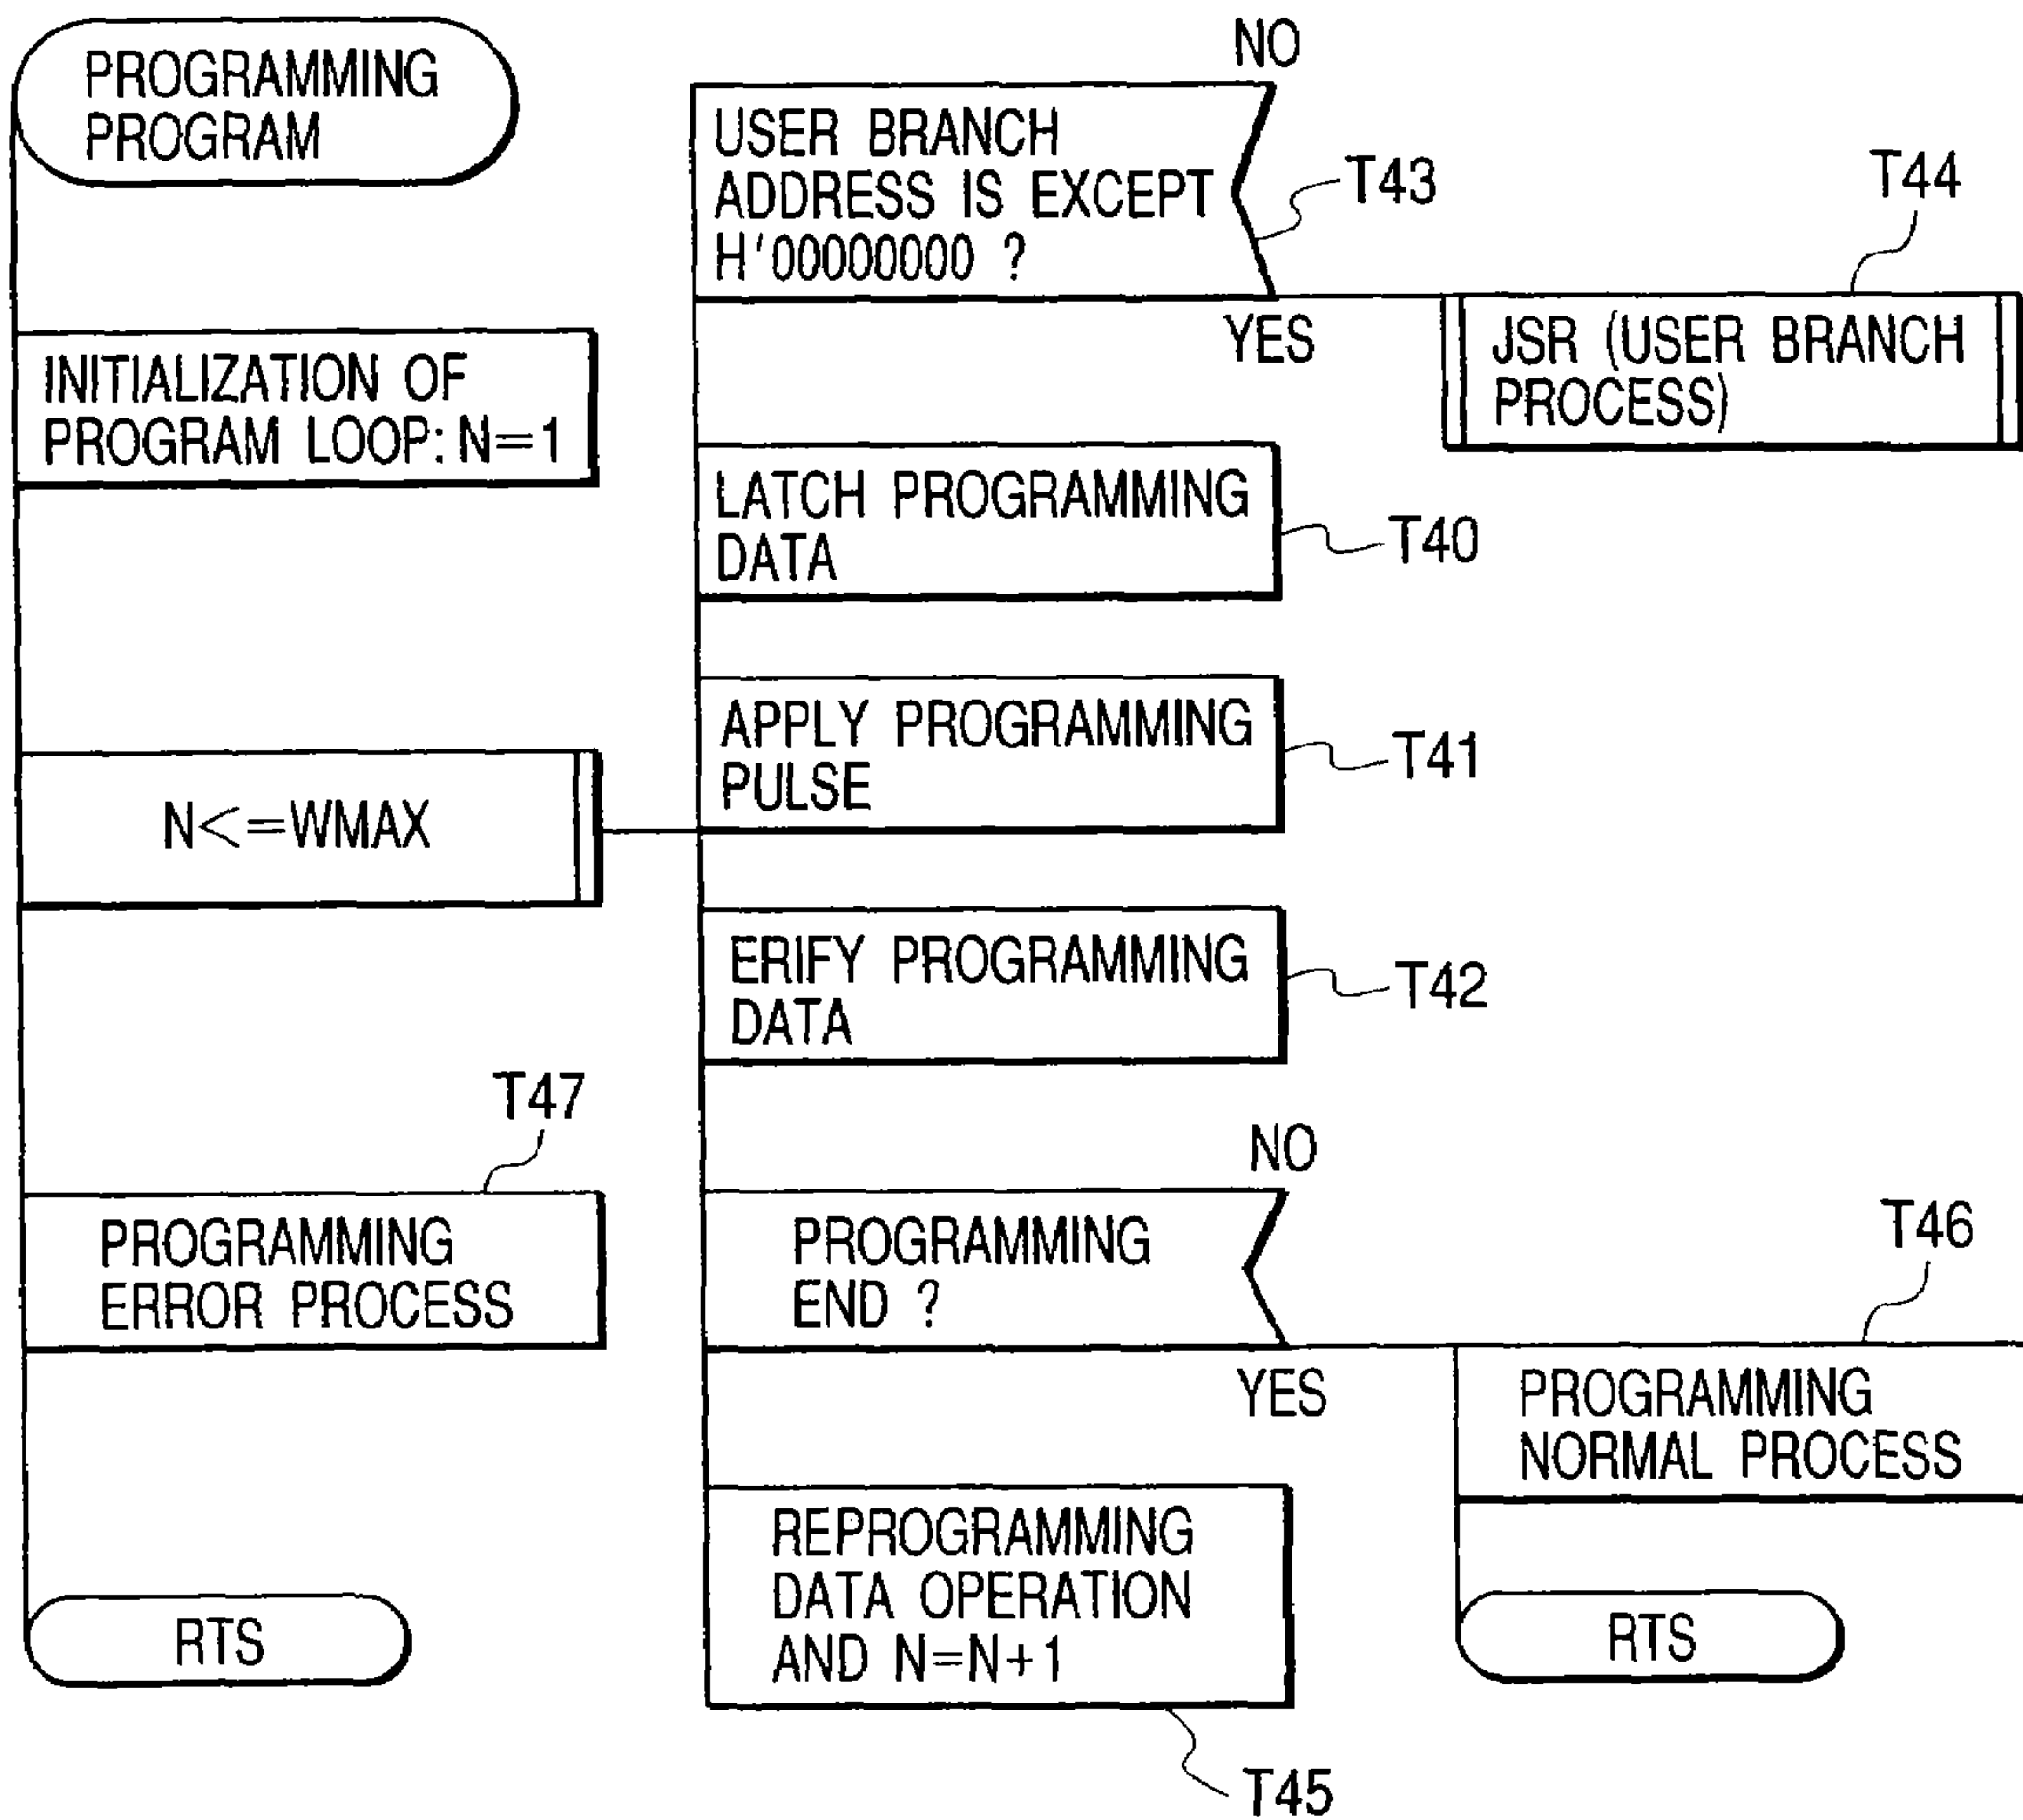 PROGRAMMING
PROGRAM
INITIALIZATION OF
PROGRAM LOOP: N=1
N<=WMAX
T47
PROGRAMMING
ERROR PROCESS
RTS
NO
USER BRANCH
ADDRESS IS EXCEPT
H'00000000 ?
T43
YES
T44
JSR (USER BRANCH
PROCESS)
LATCH PROGRAMMING
DATA
T40
APPLY PROGRAMMING
PULSE
T41
ERIFY PROGRAMMING
DATA
T42
NO
PROGRAMMING
END ?
YES
T46
PROGRAMMING
NORMAL PROCESS
RTS
REPROGRAMMING
DATA OPERATION
AND N=N+1
T45